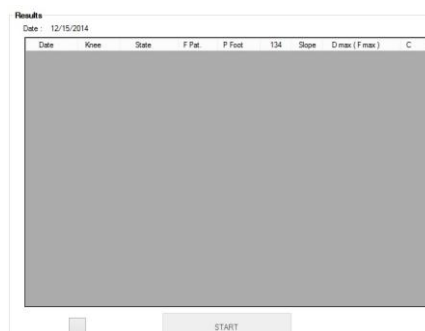 Results
Date : 12/15/2014
Date Knee State F Pat. P Foot 134 Slope D max ( F max ) C
START